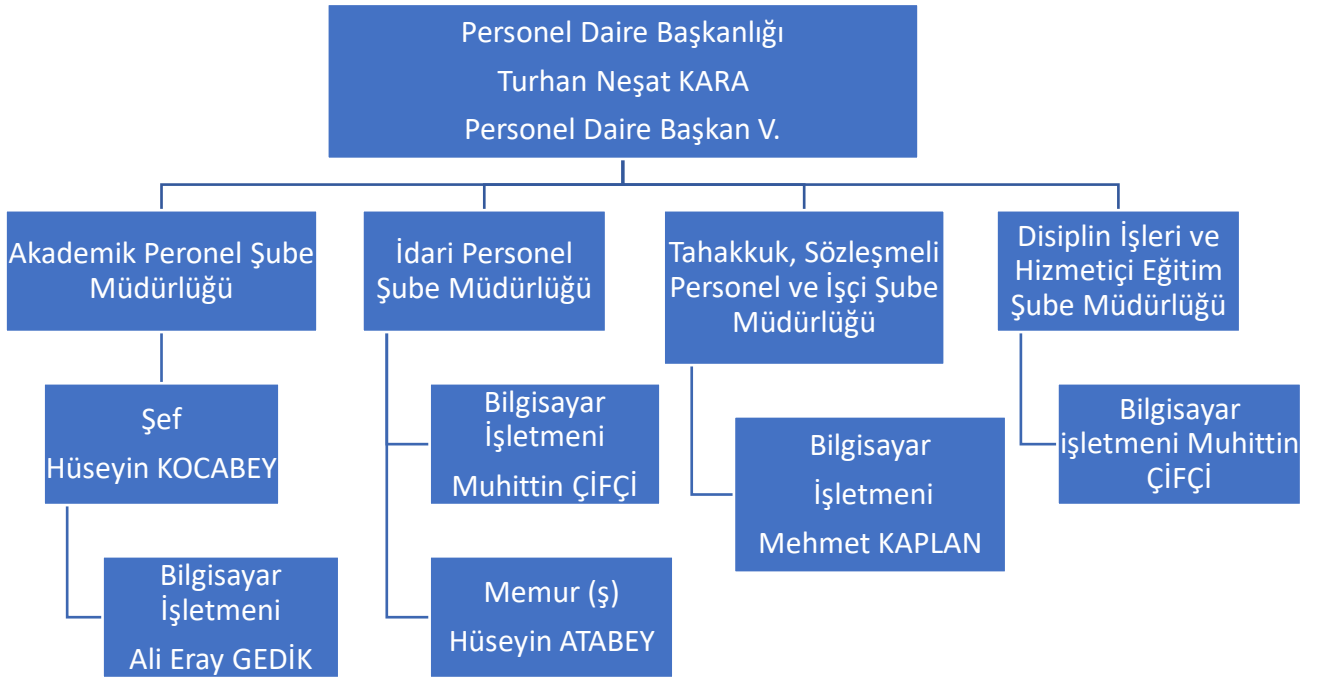 Personel Daire Başkanlığı
Turhan Neşat KARA
Personel Daire Başkan V.
Akademik Peronel Şube
Müdürlüğü
Şef
Hüseyin KOCABEY
Bilgisayar
İşletmeni
Ali Eray GEDİK
İdari Personel
Şube Müdürlüğü
Bilgisayar
İşletmeni
Muhittin ÇİFÇİ
Memur (ş)
Hüseyin ATABEY
Tahakkuk, Sözleşmeli
Personel ve İşçi Şube
Müdürlüğü
Bilgisayar
İşletmeni
Mehmet KAPLAN
Disiplin İşleri ve
Hizmetiçi Eğitim
Şube Müdürlüğü
Bilgisayar
işletmeni Muhittin
ÇİFÇİ